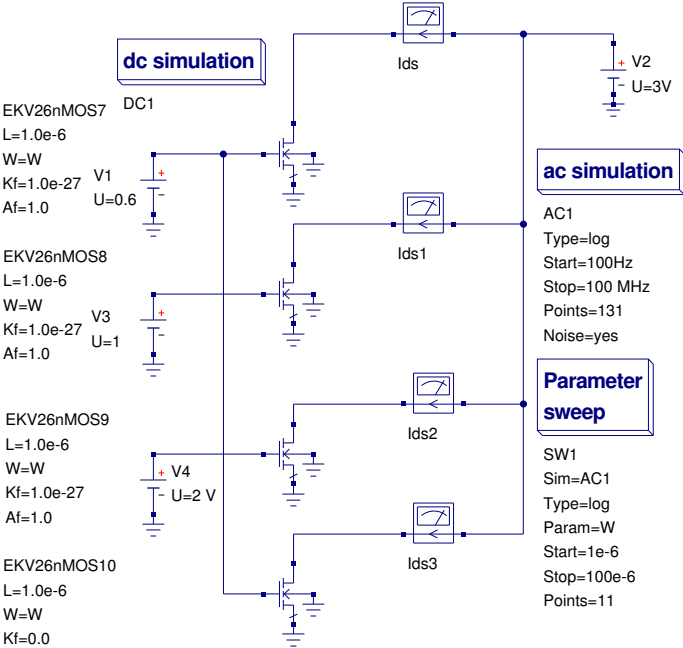 dc simulation
DC1
Ids
+ V2
- U=3V
EKV26nMOS7
L=1.0e-6
W=W
Kf=1.0e-27
Af=1.0
V1
+
U=0.6
-
ac simulation
AC1
Type=log
Start=100Hz
Stop=100 MHz
Points=131
Noise=yes
Ids1
EKV26nMOS8
L=1.0e-6
W=W
Kf=1.0e-27
Af=1.0
V3
+
U=1
-
Parameter
sweep
SW1
Sim=AC1
Type=log
Param=W
Start=1e-6
Stop=100e-6
Points=11
Ids2
EKV26nMOS9
L=1.0e-6
W=W
Kf=1.0e-27
Af=1.0
+ V4
- U=2 V
Ids3
EKV26nMOS10
L=1.0e-6
W=W
Kf=0.0